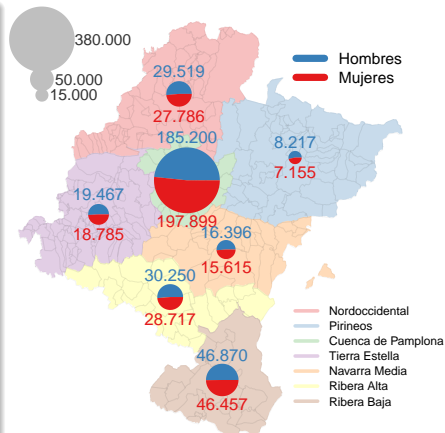 380.000
50.000
15.000
Hombres
Mujeres
29.519
27.786
185.200
197.899
8.217
7.155
19.467
18.785
16.396
15.615
30.250
28.717
46.870
46.457
Nordoccidental
Pirineos
Cuenca de Pamplona
Tierra Estella
Navarra Media
Ribera Alta
Ribera Baja